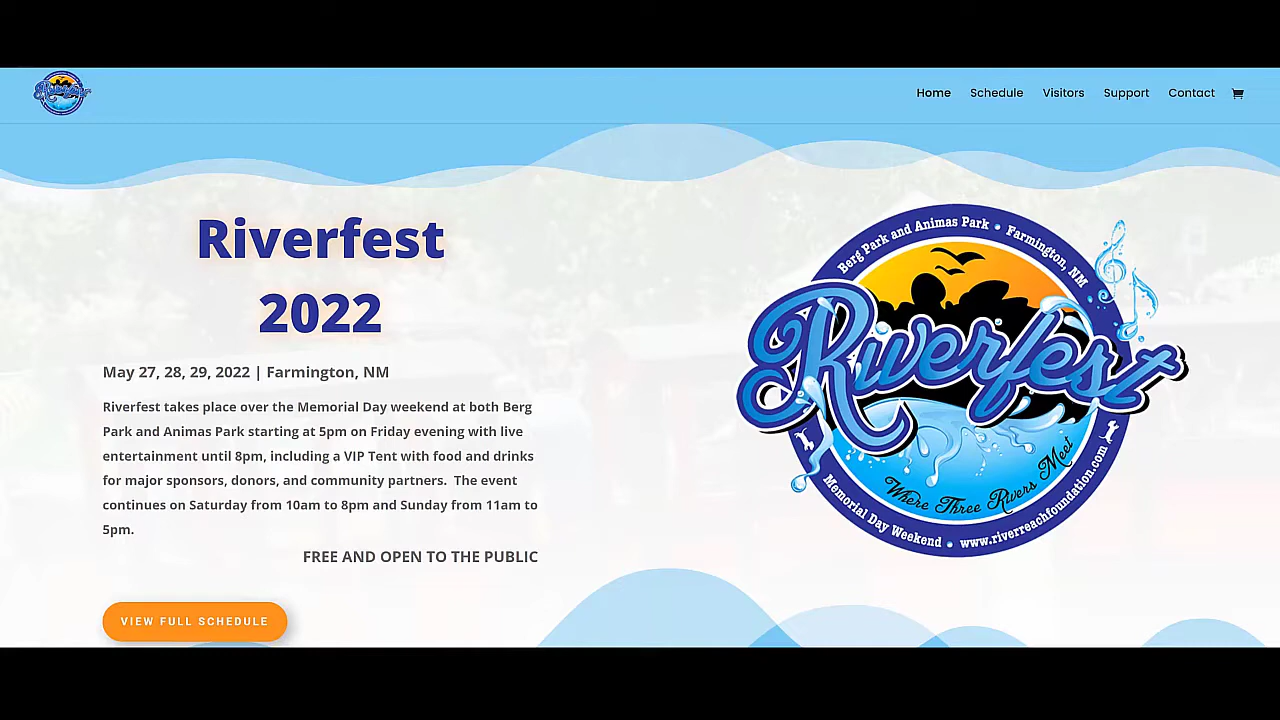 Riverfest
Home Schedule Visitors Support Contact
Riverfest
2022
May 27, 28, 29, 2022 | Farmington, NM
Riverfest takes place over the Memorial Day weekend at both Berg
Park and Animas Park starting at 5pm on Friday evening with live
entertainment until 8pm, including a VIP Tent with food and drinks
for major sponsors, donors, and community partners. The event
continues on Saturday from 10am to 8pm and Sunday from 11am to
5pm.
FREE AND OPEN TO THE PUBLIC
VIEW FULL SCHEDULE
Berg Park and Animas Park • Farmington, NM
Riverfest
Where Three Rivers Meet
Memorial Day Weekend • www.riverreachfoundation.com